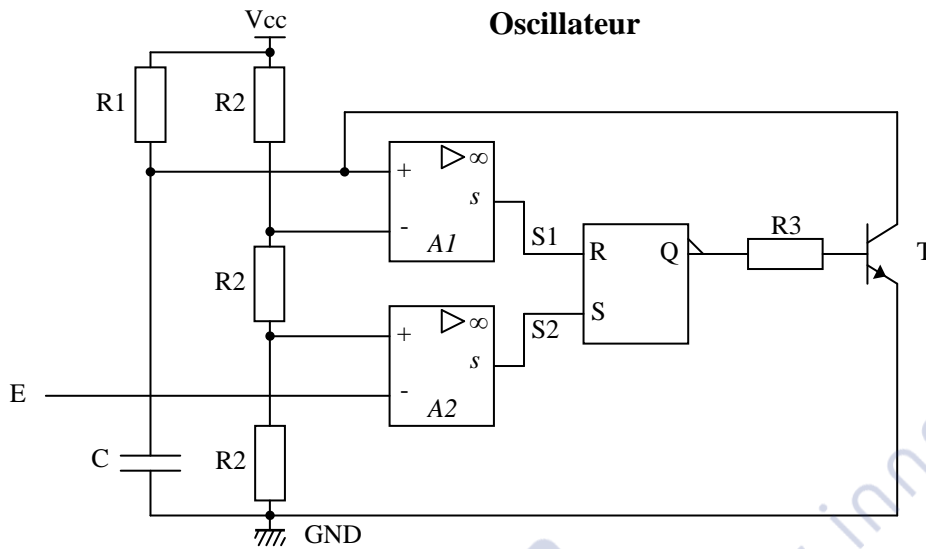 Oscillateur
Vcc
R1
R2
+
∞
s
-
A1
S1
R3
R
Q
T
R2
S
+
∞
S2
s
E
-
A2
C
R2
GND